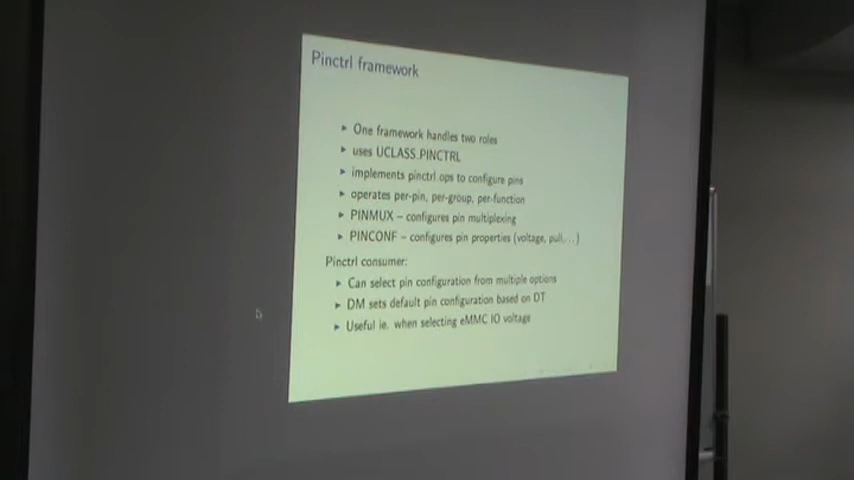 Pinctrl framework
▸ One framework handles two roles
▸ uses UCLASS_PINCTRL
▸ implements pinctrl ops to configure pins
▸ operates per-pin, per-group, per-function
▸ PINMUX – configures pin multiplexing
▸ PINCONF – configures pin properties (voltage, pull,...)
Pinctrl consumer:
▸ Can select pin configuration from multiple options
▸ DM sets default pin configuration based on DT
▸ Useful ie. when selecting eMMC IO voltage